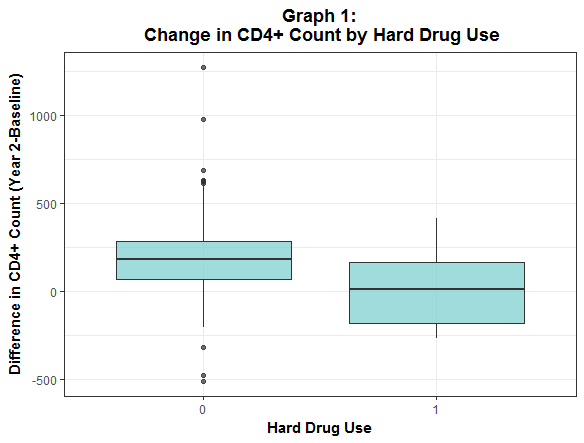 Graph 1:
Change in CD4+ Count by Hard Drug Use
Difference in CD4+ Count (Year 2-Baseline)
1000
500
0
-500
0
1
Hard Drug Use